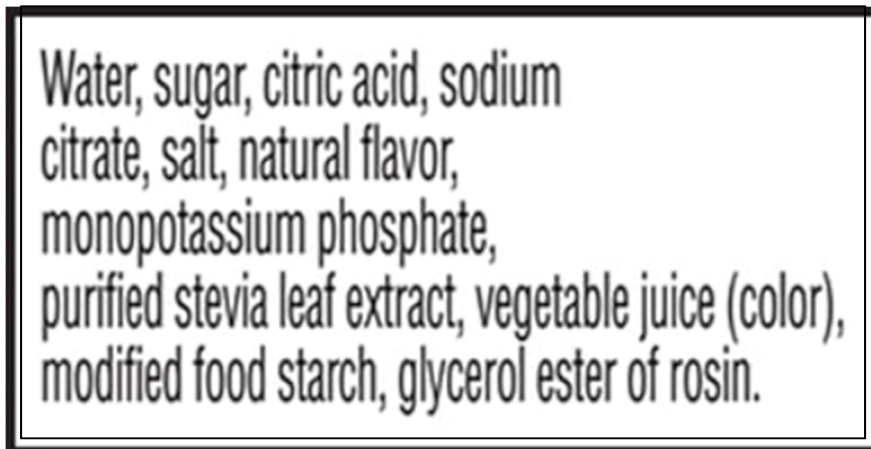 Water, sugar, citric acid, sodium
citrate, salt, natural flavor,
monopotassium phosphate,
purified stevia leaf extract, vegetable juice (color),
modified food starch, glycerol ester of rosin.